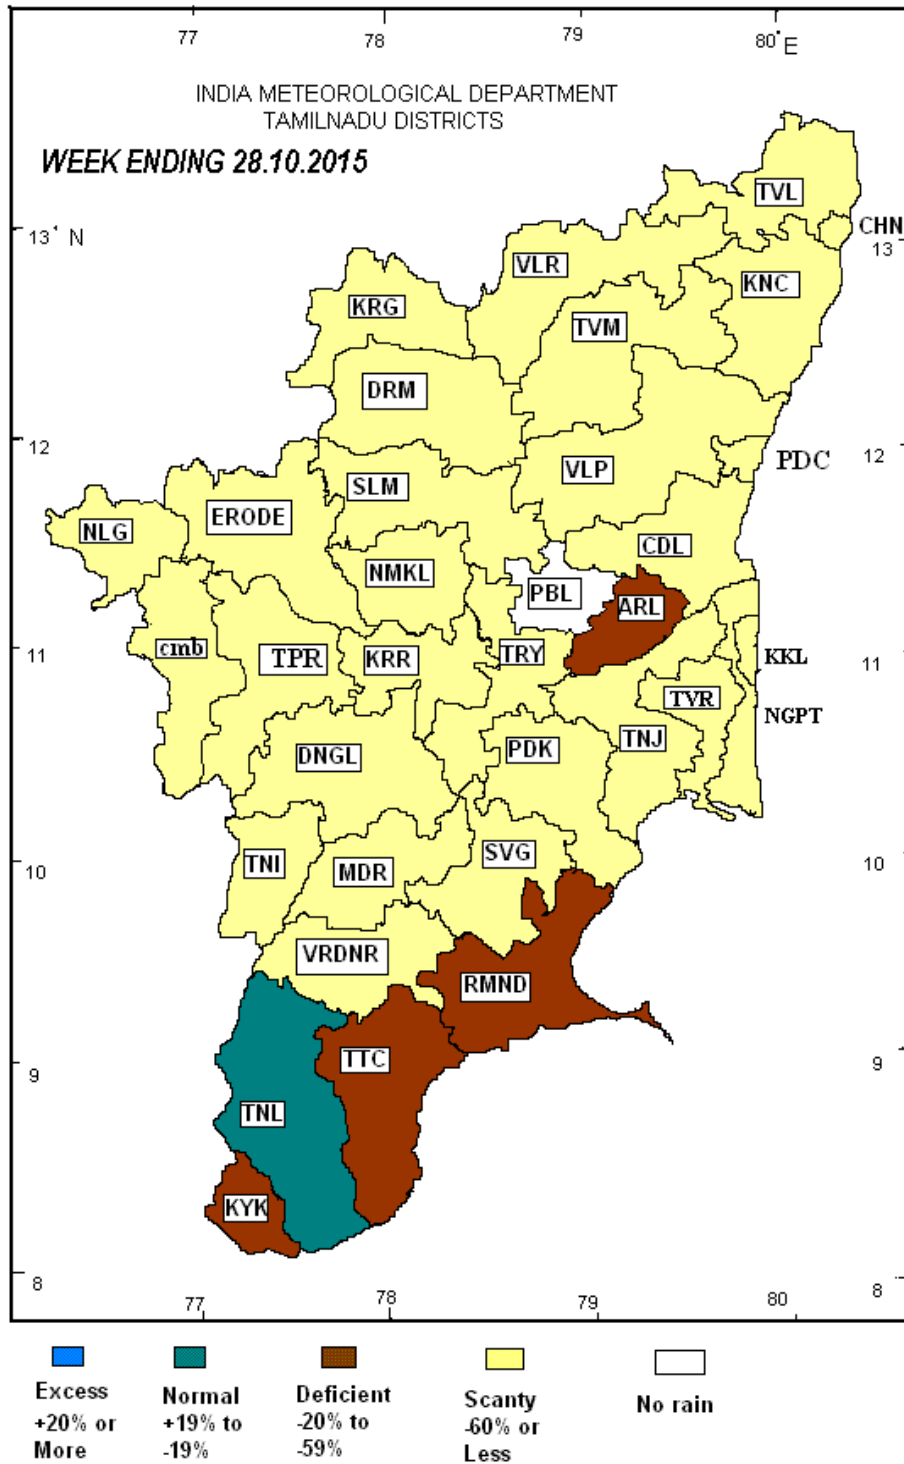 77 78 79 80° E
INDIA METEOROLOGICAL DEPARTMENT
TAMILNADU DISTRICTS
WEEK ENDING 28.10.2015
TVL
CHN
13° N
13
VLR
KNC
KRG
TVM
DRM
12
12
VLP
PDC
SLM
ERODE
NLG
CDL
NMKL
PBL
ARL
cmb
TPR
KRR
TRY
11
KKL
11
TVR
NGPT
TNJ
PDK
DNGL
SVG
TNI
MDR
10
10
VRDNR
RMND
TTC
9
9
TNL
KYK
8
8
77 78 79 80
Excess
+20% or
More
Normal
+19% to
-19%
Deficient
-20% to
-59%
Scanty
-60% or
Less
No rain